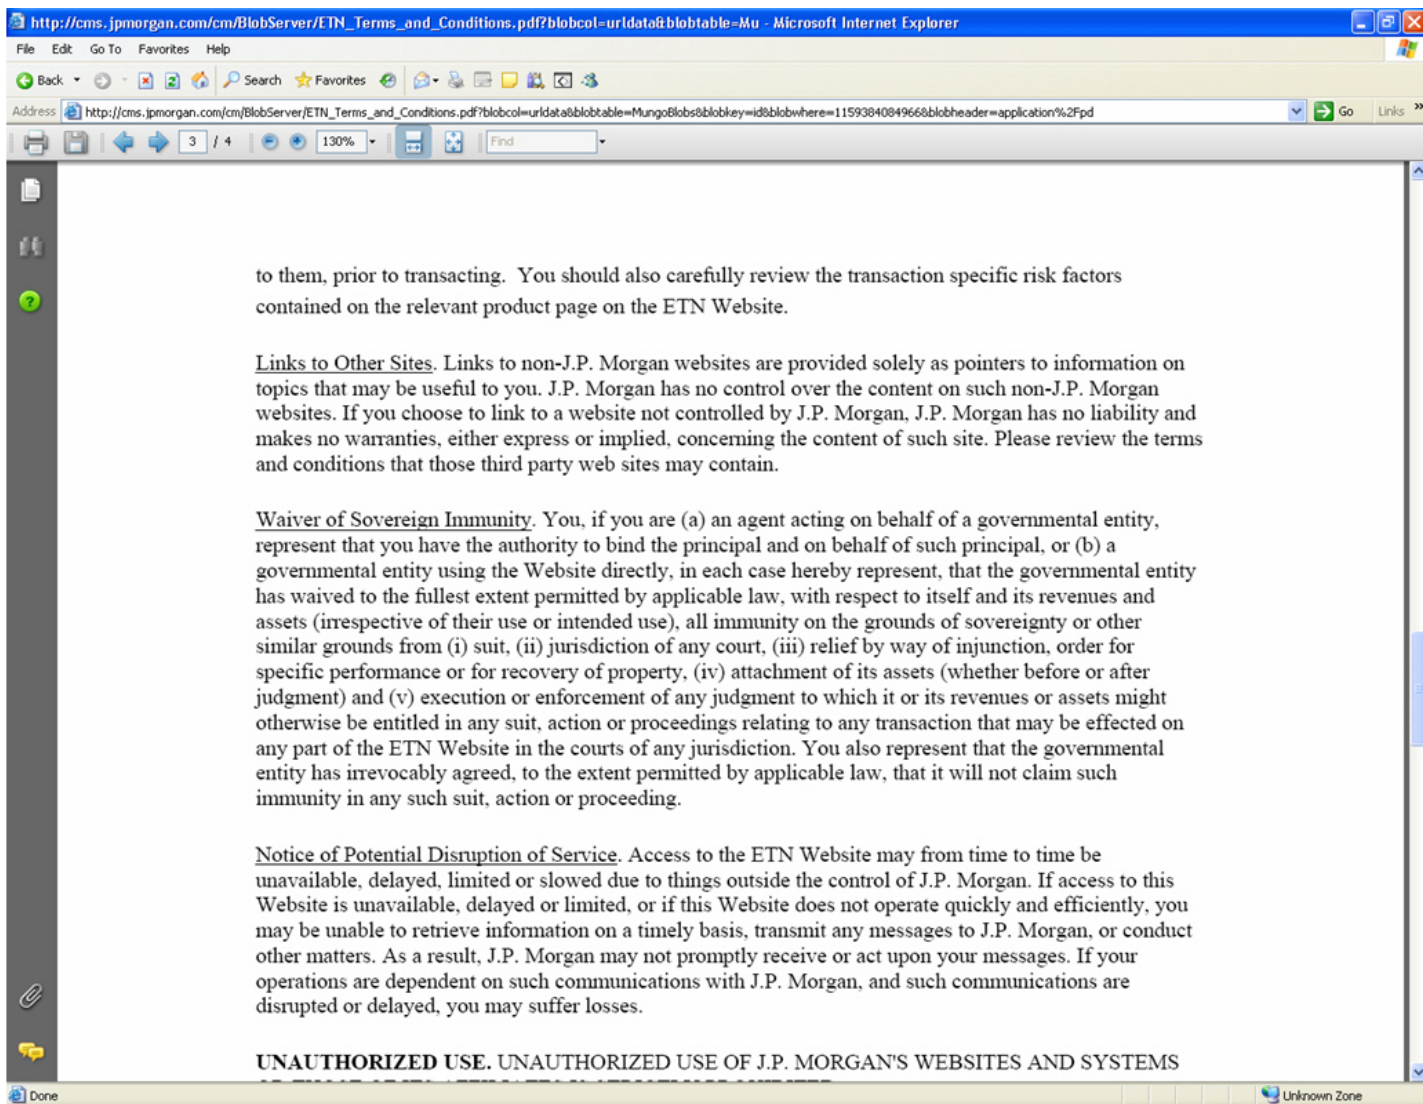 http://cms.jpmorgan.com/cm/BlobServer/ETN_Terms_and_Conditions.pdf?blobcol=urldata&blobtable=Mu - Microsoft Internet Explorer
File Edit Go To Favorites Help
Back Search Favorites
Address http://cms.jpmorgan.com/cm/BlobServer/ETN_Terms_and_Conditions.pdf?blobcol=urldata&blobtable=MungoBlobs&blobkey=id&blobwhere=1159384084966&blobheader=application%2Fpd Go Links »
3 / 4 130% Find
to them, prior to transacting. You should also carefully review the transaction specific risk factors
contained on the relevant product page on the ETN Website.
Links to Other Sites. Links to non-J.P. Morgan websites are provided solely as pointers to information on
topics that may be useful to you. J.P. Morgan has no control over the content on such non-J.P. Morgan
websites. If you choose to link to a website not controlled by J.P. Morgan, J.P. Morgan has no liability and
makes no warranties, either express or implied, concerning the content of such site. Please review the terms
and conditions that those third party web sites may contain.
Waiver of Sovereign Immunity. You, if you are (a) an agent acting on behalf of a governmental entity,
represent that you have the authority to bind the principal and on behalf of such principal, or (b) a
governmental entity using the Website directly, in each case hereby represent, that the governmental entity
has waived to the fullest extent permitted by applicable law, with respect to itself and its revenues and
assets (irrespective of their use or intended use), all immunity on the grounds of sovereignty or other
similar grounds from (i) suit, (ii) jurisdiction of any court, (iii) relief by way of injunction, order for
specific performance or for recovery of property, (iv) attachment of its assets (whether before or after
judgment) and (v) execution or enforcement of any judgment to which it or its revenues or assets might
otherwise be entitled in any suit, action or proceedings relating to any transaction that may be effected on
any part of the ETN Website in the courts of any jurisdiction. You also represent that the governmental
entity has irrevocably agreed, to the extent permitted by applicable law, that it will not claim such
immunity in any such suit, action or proceeding.
Notice of Potential Disruption of Service. Access to the ETN Website may from time to time be
unavailable, delayed, limited or slowed due to things outside the control of J.P. Morgan. If access to this
Website is unavailable, delayed or limited, or if this Website does not operate quickly and efficiently, you
may be unable to retrieve information on a timely basis, transmit any messages to J.P. Morgan, or conduct
other matters. As a result, J.P. Morgan may not promptly receive or act upon your messages. If your
operations are dependent on such communications with J.P. Morgan, and such communications are
disrupted or delayed, you may suffer losses.
UNAUTHORIZED USE. UNAUTHORIZED USE OF J.P. MORGAN'S WEBSITES AND SYSTEMS
Done Unknown Zone